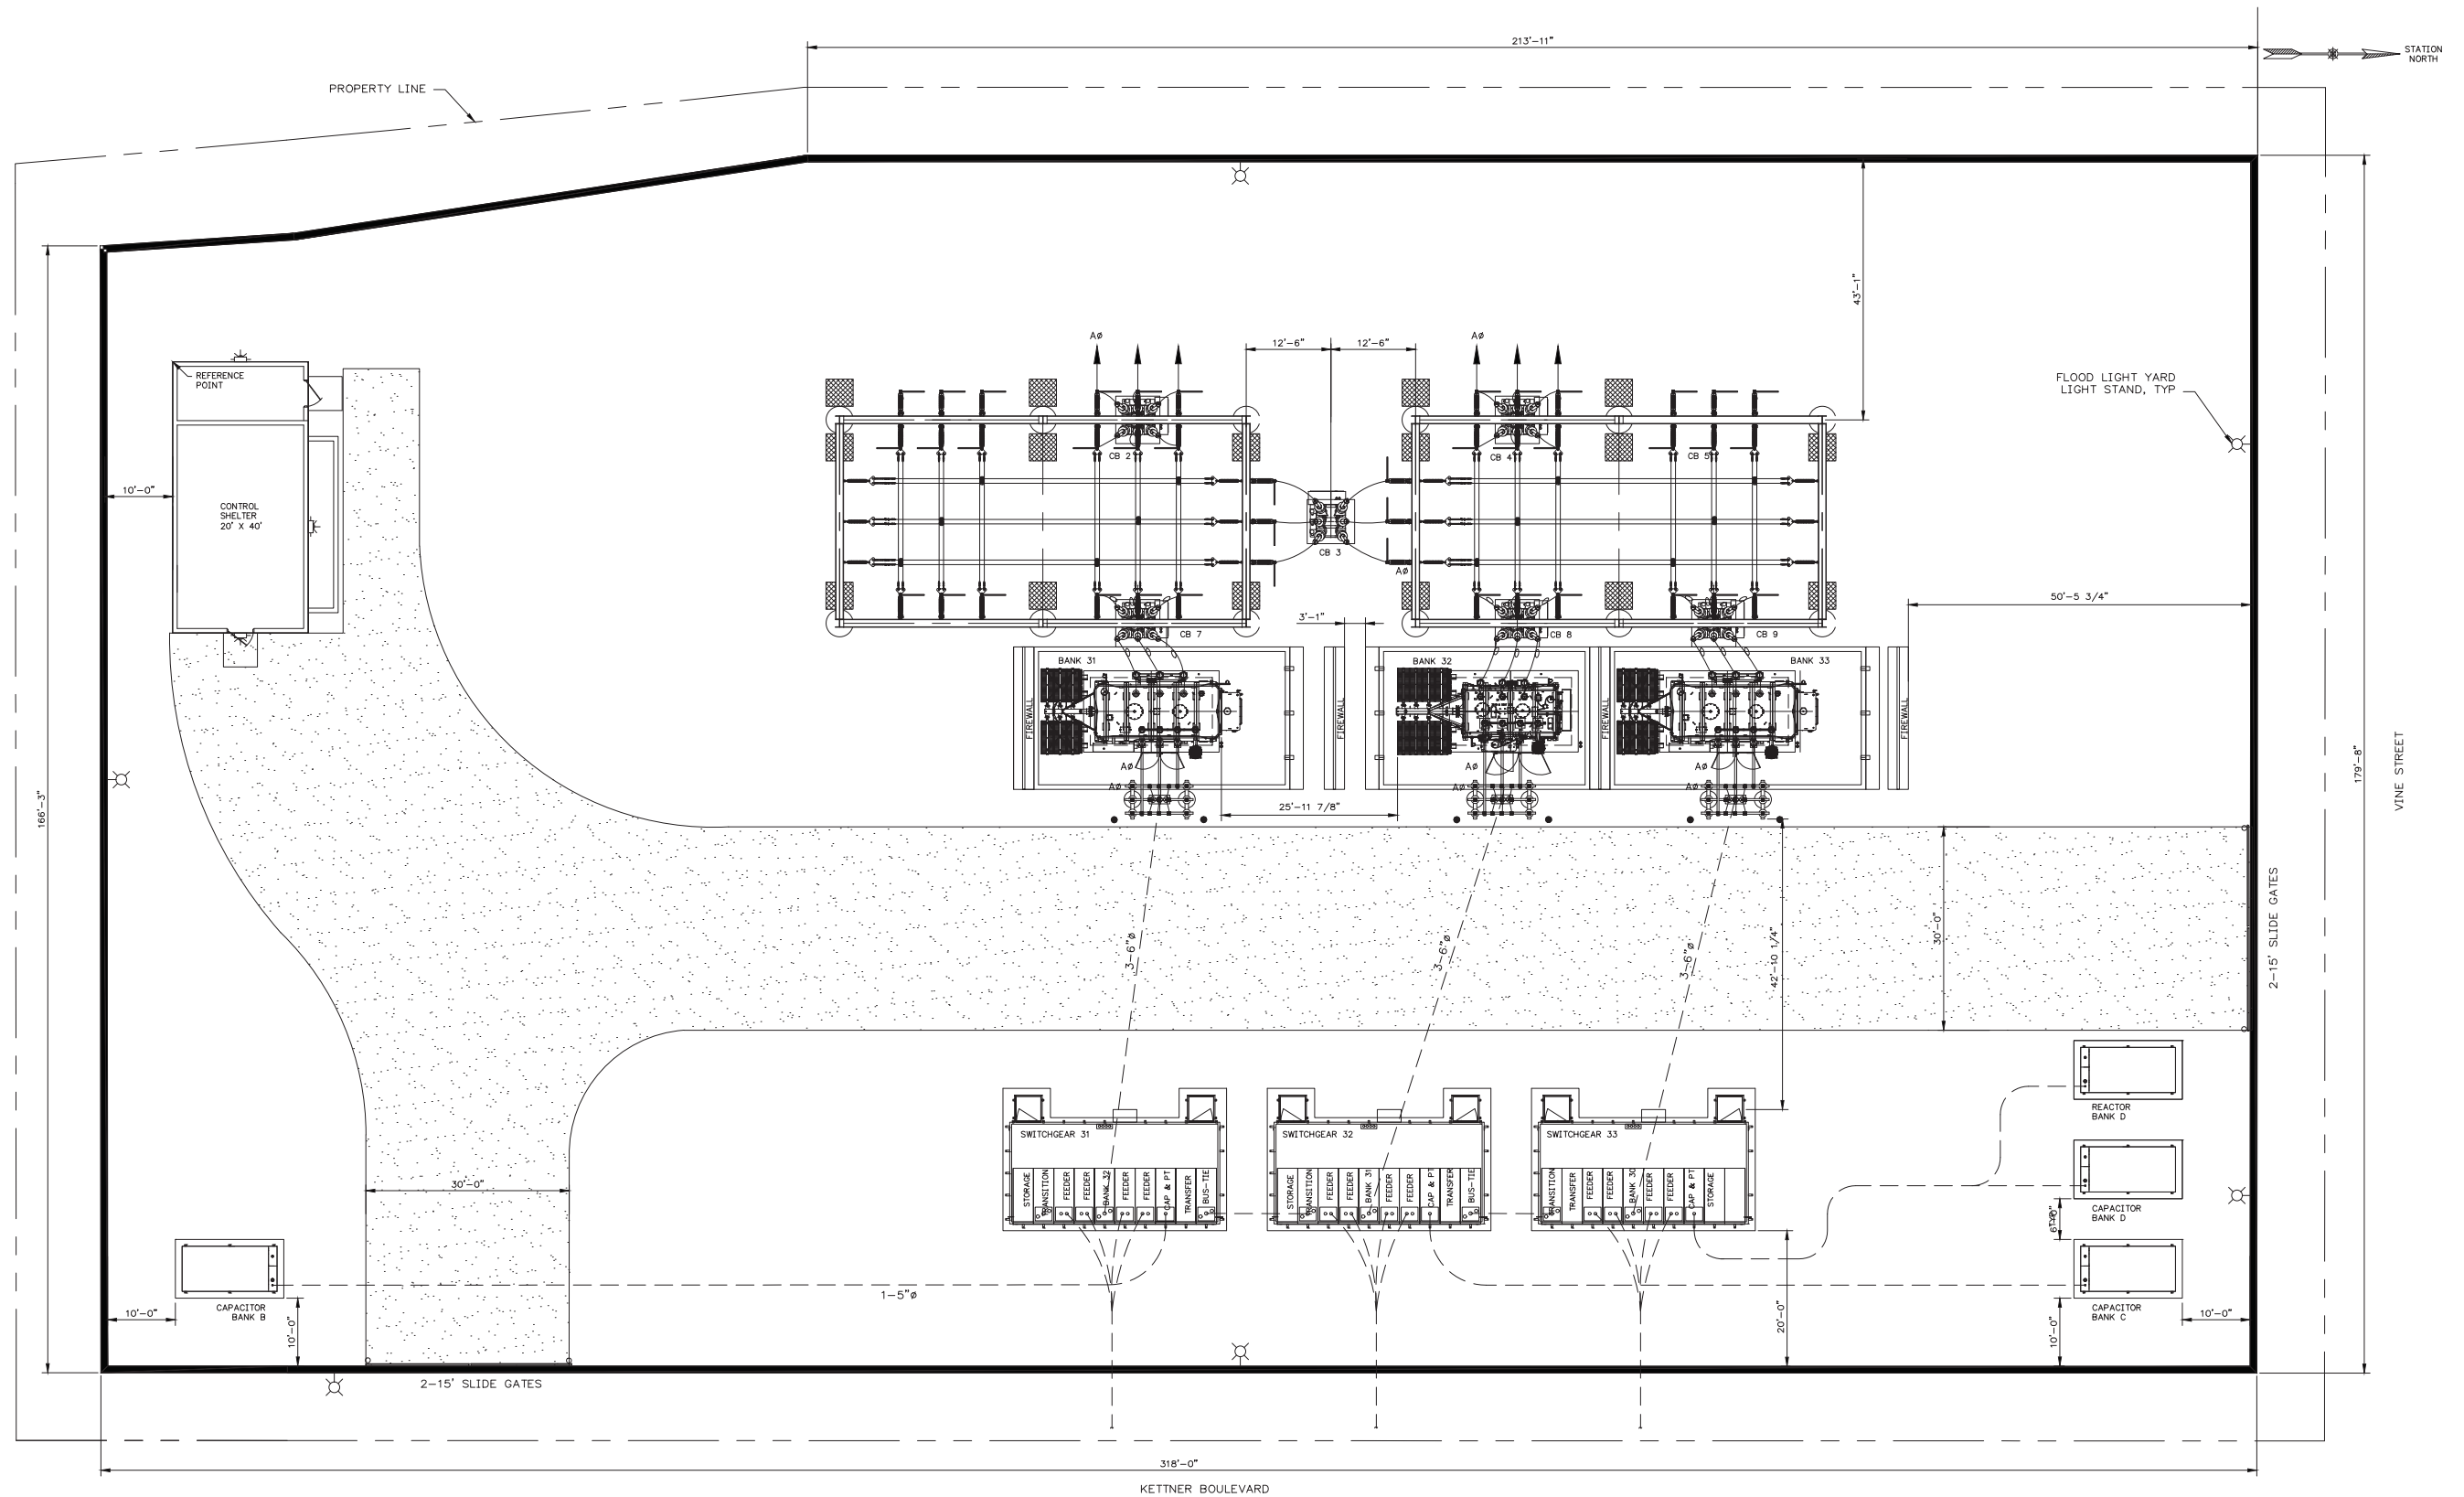 213'-11"
STATION
NORTH
PROPERTY LINE
43'-1"
AØ
AØ
12'-6"
12'-6"
REFERENCE
POINT
FLOOD LIGHT YARD
LIGHT STAND, TYP
CB 2
CB 4
CB 5
10'-0"
CONTROL
SHELTER
20' X 40'
CB 3
AØ
50'-5 3/4"
3'-1"
CB 7
CB 8
CB 9
BANK 31
BANK 32
BANK 33
FIREWALL
FIREWALL
FIREWALL
FIREWALL
AØ
AØ
AØ
AØ
AØ
AØ
25'-11 7/8"
166'-3"
179'-8"
VINE STREET
2-15' SLIDE GATES
3-6"Ø
3-6"Ø
3-6"Ø
42'-10 1/4"
30'-0"
REACTOR
BANK D
SWITCHGEAR 31
SWITCHGEAR 32
SWITCHGEAR 33
STORAGE
TRANSITION
FEEDER
FEEDER
BANK 32
FEEDER
FEEDER
CAP & PT
TRANSFER
BUS-TIE
STORAGE
TRANSITION
FEEDER
FEEDER
BANK 31
FEEDER
FEEDER
CAP & PT
TRANSFER
BUS-TIE
TRANSITION
TRANSFER
FEEDER
FEEDER
BANK 30
FEEDER
FEEDER
CAP & PT
STORAGE
30'-0"
CAPACITOR
BANK D
1-5"Ø
CAPACITOR
BANK B
10'-0"
10'-0"
20'-0"
CAPACITOR
BANK C
10'-0"
10'-0"
2-15' SLIDE GATES
318'-0"
KETTNER BOULEVARD